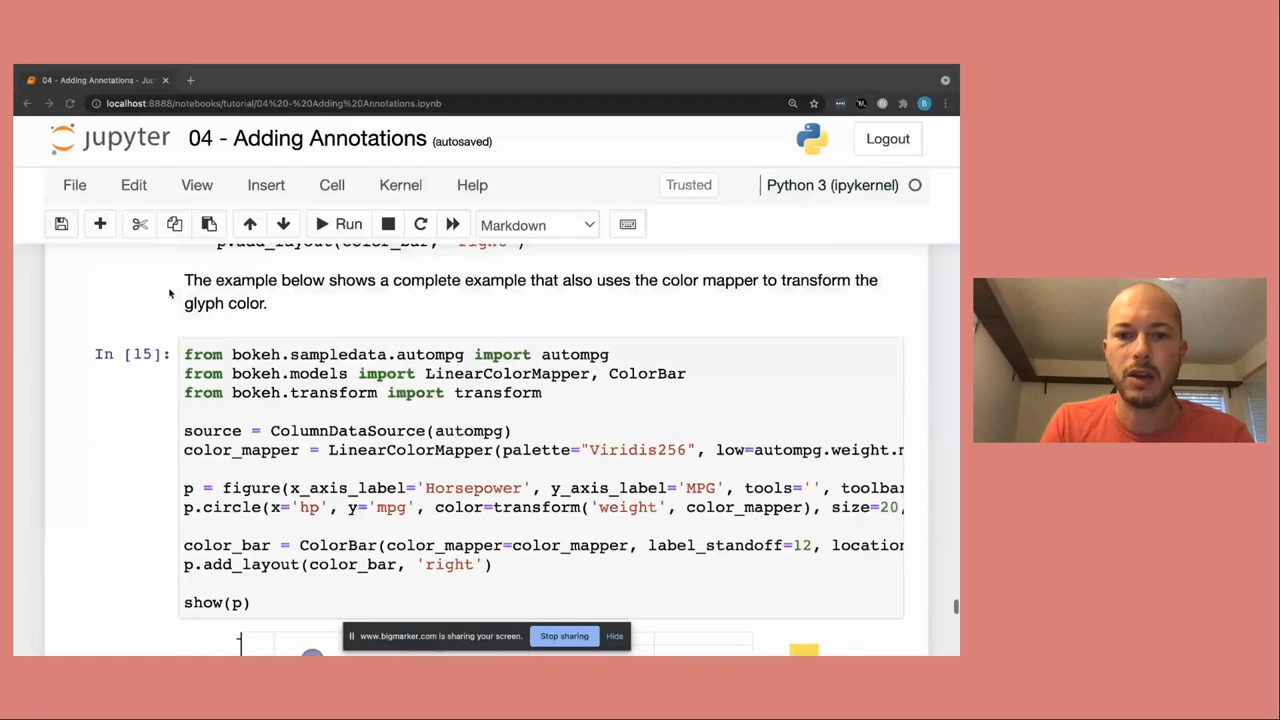 04 - Adding Annotations - Ju
localhost:8888/notebooks/tutorial/04%20-%20Adding%20Annotations.ipynb
B
jupyter 04 - Adding Annotations (autosaved)
Logout
File Edit View Insert Cell Kernel Help
Trusted
Python 3 (ipykernel)
Run
Markdown
p.add_layout(color_bar, 'right')
The example below shows a complete example that also uses the color mapper to transform the
glyph color.
In [15]:
from bokeh.sampledata.autompg import autompg
from bokeh.models import LinearColorMapper, ColorBar
from bokeh.transform import transform
source = ColumnDataSource(autompg)
color_mapper = LinearColorMapper(palette="Viridis256", low=autompg.weight.m
p = figure(x_axis_label='Horsepower', y_axis_label='MPG', tools='', toolbar
p.circle(x='hp', y='mpg', color=transform('weight', color_mapper), size=20,
color_bar = ColorBar(color_mapper=color_mapper, label_standoff=12, location
p.add_layout(color_bar, 'right')
show(p)
www.bigmarker.com is sharing your screen.
Stop sharing
Hide